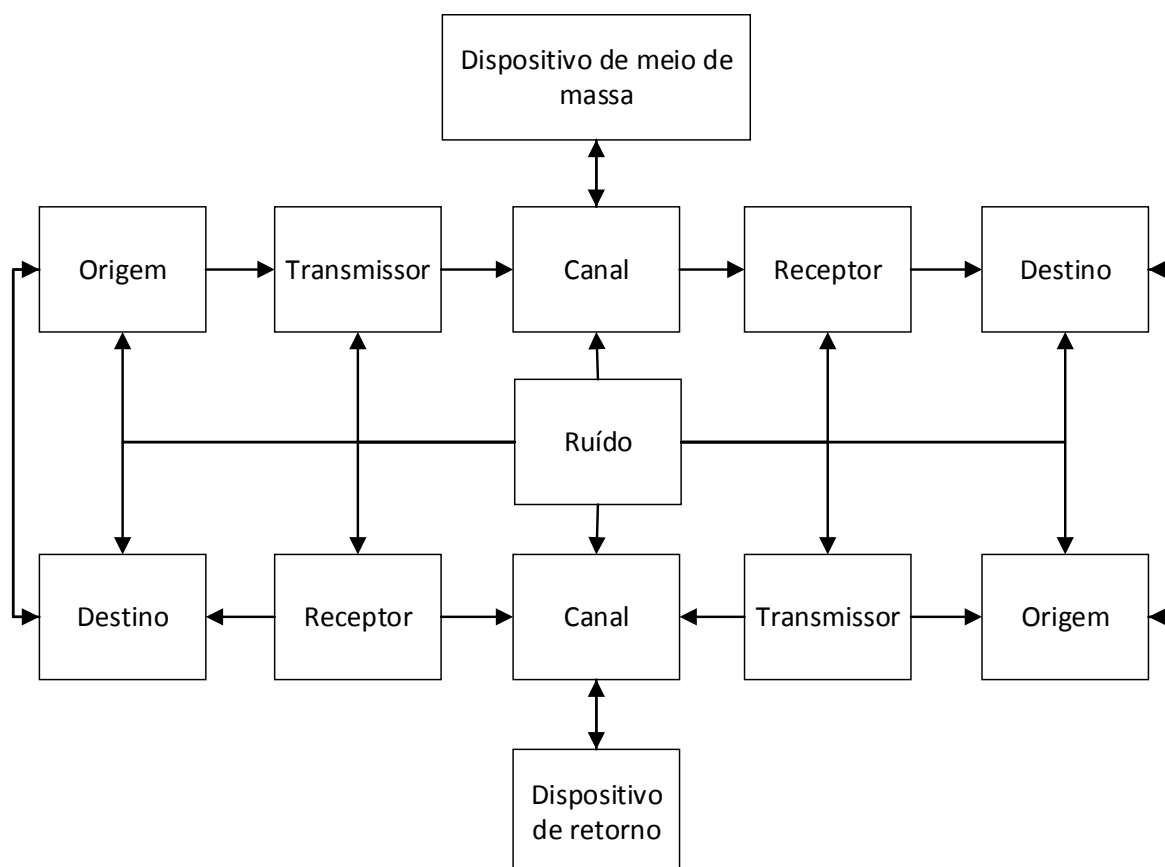 Dispositivo de meio de
massa
Origem
Transmissor
Canal
Receptor
Destino
Ruído
Destino
Receptor
Canal
Transmissor
Origem
Dispositivo
de retorno